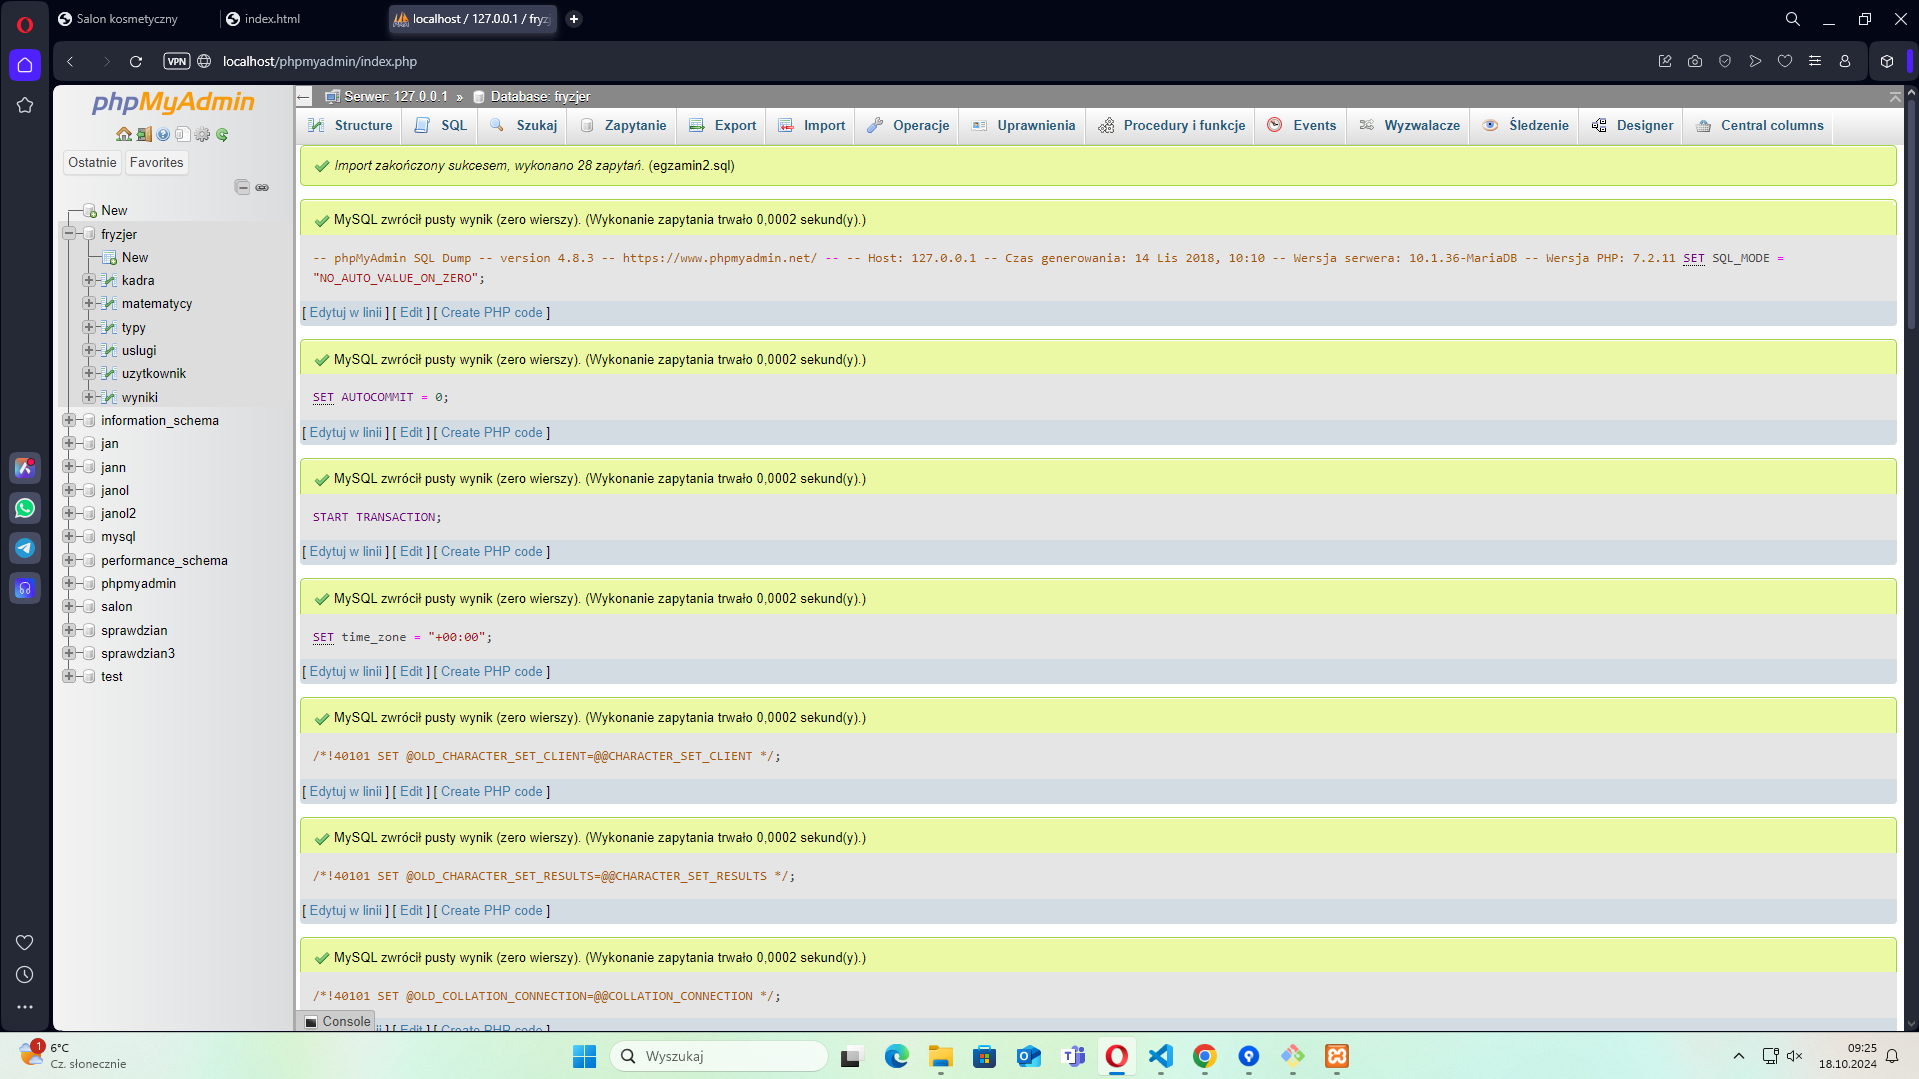 Salon kosmetyczny
index.html
localhost / 127.0.0.1 / fryzj
VPN
localhost/phpmyadmin/index.php
phpMyAdmin
Ostatnie
Favorites
New
fryzjer
New
kadra
matematycy
typy
uslugi
uzytkownik
wyniki
information_schema
jan
jann
janol
janol2
mysql
performance_schema
phpmyadmin
salon
sprawdzian
sprawdzian3
test
Serwer: 127.0.0.1 » Database: fryzjer
Structure SQL Szukaj Zapytanie Export Import Operacje Uprawnienia Procedury i funkcje Events Wyzwalacze Śledzenie Designer Central columns
Import zakończony sukcesem, wykonano 28 zapytań. (egzamin2.sql)
MySQL zwrócił pusty wynik (zero wierszy). (Wykonanie zapytania trwało 0,0002 sekund(y).)
-- phpMyAdmin SQL Dump -- version 4.8.3 -- https://www.phpmyadmin.net/ -- -- Host: 127.0.0.1 -- Czas generowania: 14 Lis 2018, 10:10 -- Wersja serwera: 10.1.36-MariaDB -- Wersja PHP: 7.2.11 SET SQL_MODE =
"NO_AUTO_VALUE_ON_ZERO";
[ Edytuj w linii ] [ Edit ] [ Create PHP code ]
MySQL zwrócił pusty wynik (zero wierszy). (Wykonanie zapytania trwało 0,0002 sekund(y).)
SET AUTOCOMMIT = 0;
[ Edytuj w linii ] [ Edit ] [ Create PHP code ]
MySQL zwrócił pusty wynik (zero wierszy). (Wykonanie zapytania trwało 0,0002 sekund(y).)
START TRANSACTION;
[ Edytuj w linii ] [ Edit ] [ Create PHP code ]
MySQL zwrócił pusty wynik (zero wierszy). (Wykonanie zapytania trwało 0,0002 sekund(y).)
SET time_zone = "+00:00";
[ Edytuj w linii ] [ Edit ] [ Create PHP code ]
MySQL zwrócił pusty wynik (zero wierszy). (Wykonanie zapytania trwało 0,0002 sekund(y).)
/*!40101 SET @OLD_CHARACTER_SET_CLIENT=@@CHARACTER_SET_CLIENT */;
[ Edytuj w linii ] [ Edit ] [ Create PHP code ]
MySQL zwrócił pusty wynik (zero wierszy). (Wykonanie zapytania trwało 0,0002 sekund(y).)
/*!40101 SET @OLD_CHARACTER_SET_RESULTS=@@CHARACTER_SET_RESULTS */;
[ Edytuj w linii ] [ Edit ] [ Create PHP code ]
MySQL zwrócił pusty wynik (zero wierszy). (Wykonanie zapytania trwało 0,0002 sekund(y).)
/*!40101 SET @OLD_COLLATION_CONNECTION=@@COLLATION_CONNECTION */;
Console
ii ] [ Edit ] [ Create PHP code ]
1
6°C
Cz. słonecznie
Wyszukaj
09:25
18.10.2024